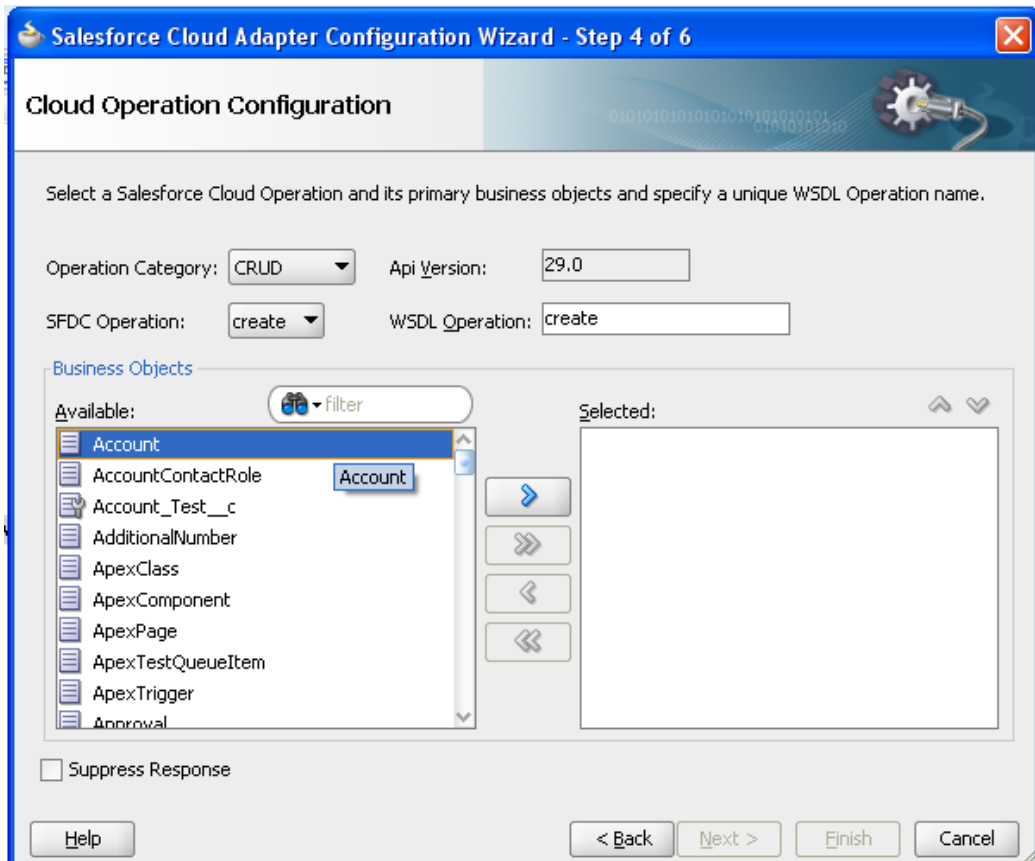 Salesforce Cloud Adapter Configuration Wizard - Step 4 of 6
Cloud Operation Configuration
0101010101010101010101010101
01010101010
Select a Salesforce Cloud Operation and its primary business objects and specify a unique WSDL Operation name.
Operation Category: CRUD Api Version: 29.0
SFDC Operation: create WSDL Operation: create
Business Objects
Available: filter Selected:
Account
AccountContactRole
Account
Account_Test__c
AdditionalNumber
ApexClass
ApexComponent
ApexPage
ApexTestQueueItem
ApexTrigger
Approval
Suppress Response
Help < Back Next > Finish Cancel